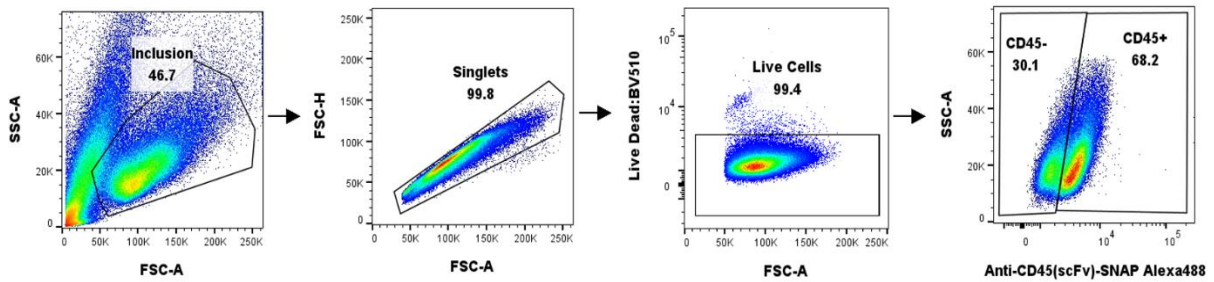 SSC-A
60K
40K
20K
0
Inclusion
46.7
0 50K 100K 150K 200K 250K
FSC-A
FSC-H
250K
200K
150K
100K
50K
0
Singlets
99.8
0 50K 100K 150K 200K 250K
FSC-A
Live Dead:BV510
10^5
10^4
0
Live Cells
99.4
0 50K 100K 150K 200K 250K
FSC-A
SSC-A
60K
40K
20K
0
CD45-
30.1
CD45+
68.2
0 10^4 10^5
Anti-CD45(scFv)-SNAP Alexa488